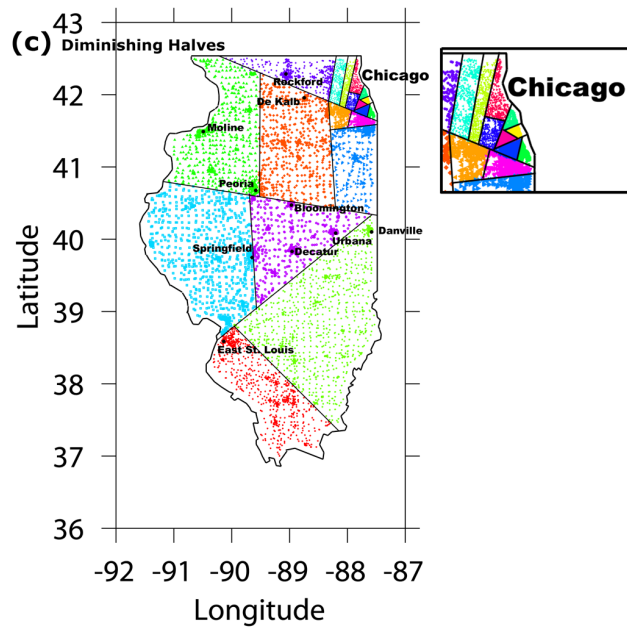 43
(c) Diminishing Halves
Rockford
Chicago
Chicago
42
De Kalb
Moline
41
Peoria
Bloomington
40
Springfield
Danville
Urbana
Decatur
39
East St. Louis
38
37
36
Latitude
-92 -91 -90 -89 -88 -87
Longitude